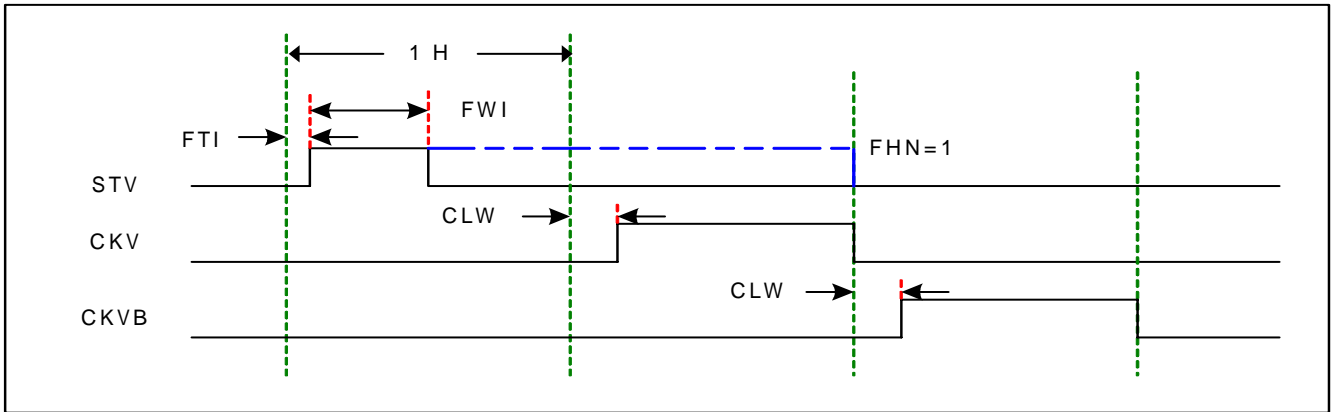 1 H
FWI
FTI
FHN=1
STV
CLW
CKV
CLW
CKVB